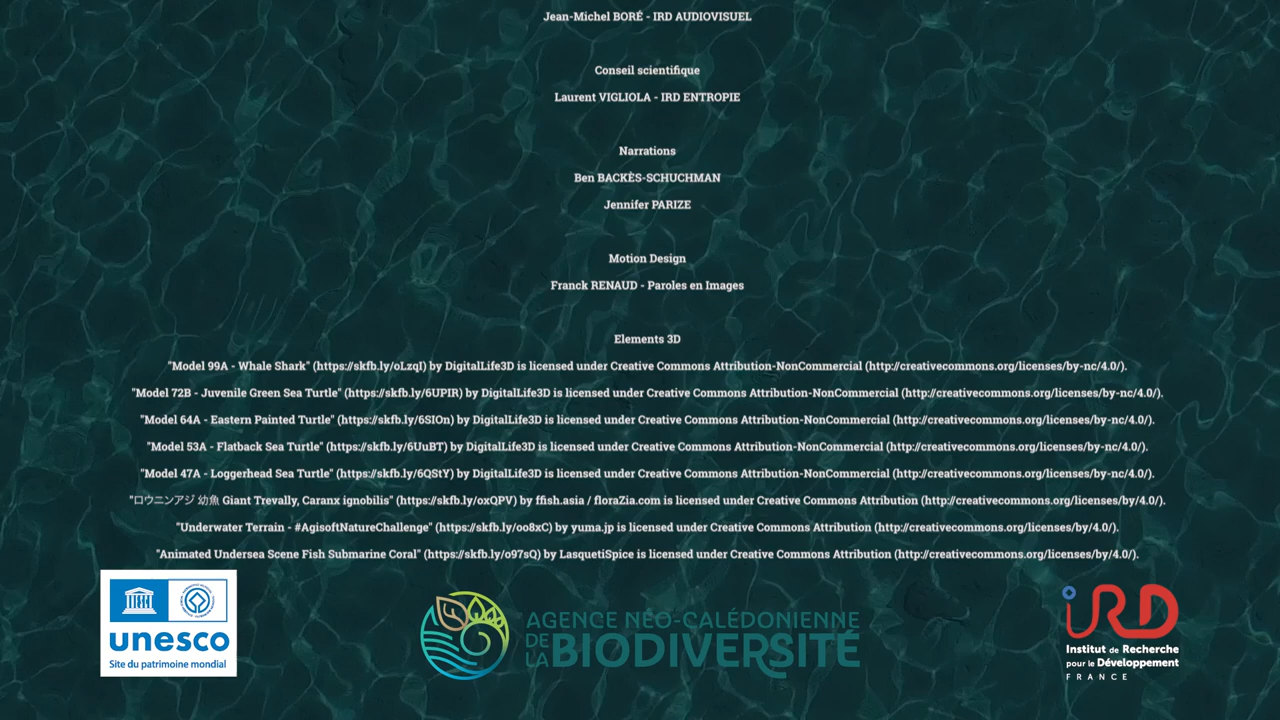 Jean-Michel BORÉ - IRD AUDIOVISUEL
Conseil scientifique
Laurent VIGLIOLA - IRD ENTROPIE
Narrations
Ben BACKÈS-SCHUCHMAN
Jennifer PARIZE
Motion Design
Franck RENAUD - Paroles en Images
Elements 3D
"Model 99A - Whale Shark" (https://skfb.ly/oLzqI) by DigitalLife3D is licensed under Creative Commons Attribution-NonCommercial (http://creativecommons.org/licenses/by-nc/4.0/).
"Model 72B - Juvenile Green Sea Turtle" (https://skfb.ly/6UPIR) by DigitalLife3D is licensed under Creative Commons Attribution-NonCommercial (http://creativecommons.org/licenses/by-nc/4.0/).
"Model 64A - Eastern Painted Turtle" (https://skfb.ly/6SIOn) by DigitalLife3D is licensed under Creative Commons Attribution-NonCommercial (http://creativecommons.org/licenses/by-nc/4.0/).
"Model 53A - Flatback Sea Turtle" (https://skfb.ly/6UuBT) by DigitalLife3D is licensed under Creative Commons Attribution-NonCommercial (http://creativecommons.org/licenses/by-nc/4.0/).
"Model 47A - Loggerhead Sea Turtle" (https://skfb.ly/6QStY) by DigitalLife3D is licensed under Creative Commons Attribution-NonCommercial (http://creativecommons.org/licenses/by-nc/4.0/).
"ロウニンアジ 幼魚 Giant Trevally, Caranx ignobilis" (https://skfb.ly/oxQPV) by ffish.asia / floraZia.com is licensed under Creative Commons Attribution (http://creativecommons.org/licenses/by/4.0/).
"Underwater Terrain - #AgisoftNatureChallenge" (https://skfb.ly/oo8xC) by yuma.jp is licensed under Creative Commons Attribution (http://creativecommons.org/licenses/by/4.0/).
"Animated Undersea Scene Fish Submarine Coral" (https://skfb.ly/o97sQ) by LasquetiSpice is licensed under Creative Commons Attribution (http://creativecommons.org/licenses/by/4.0/).
unesco
Site du patrimoine mondial
AGENCE NÉO-CALÉDONIENNE
DE LA BIODIVERSITÉ
iRD
Institut de Recherche
pour le Développement
FRANCE